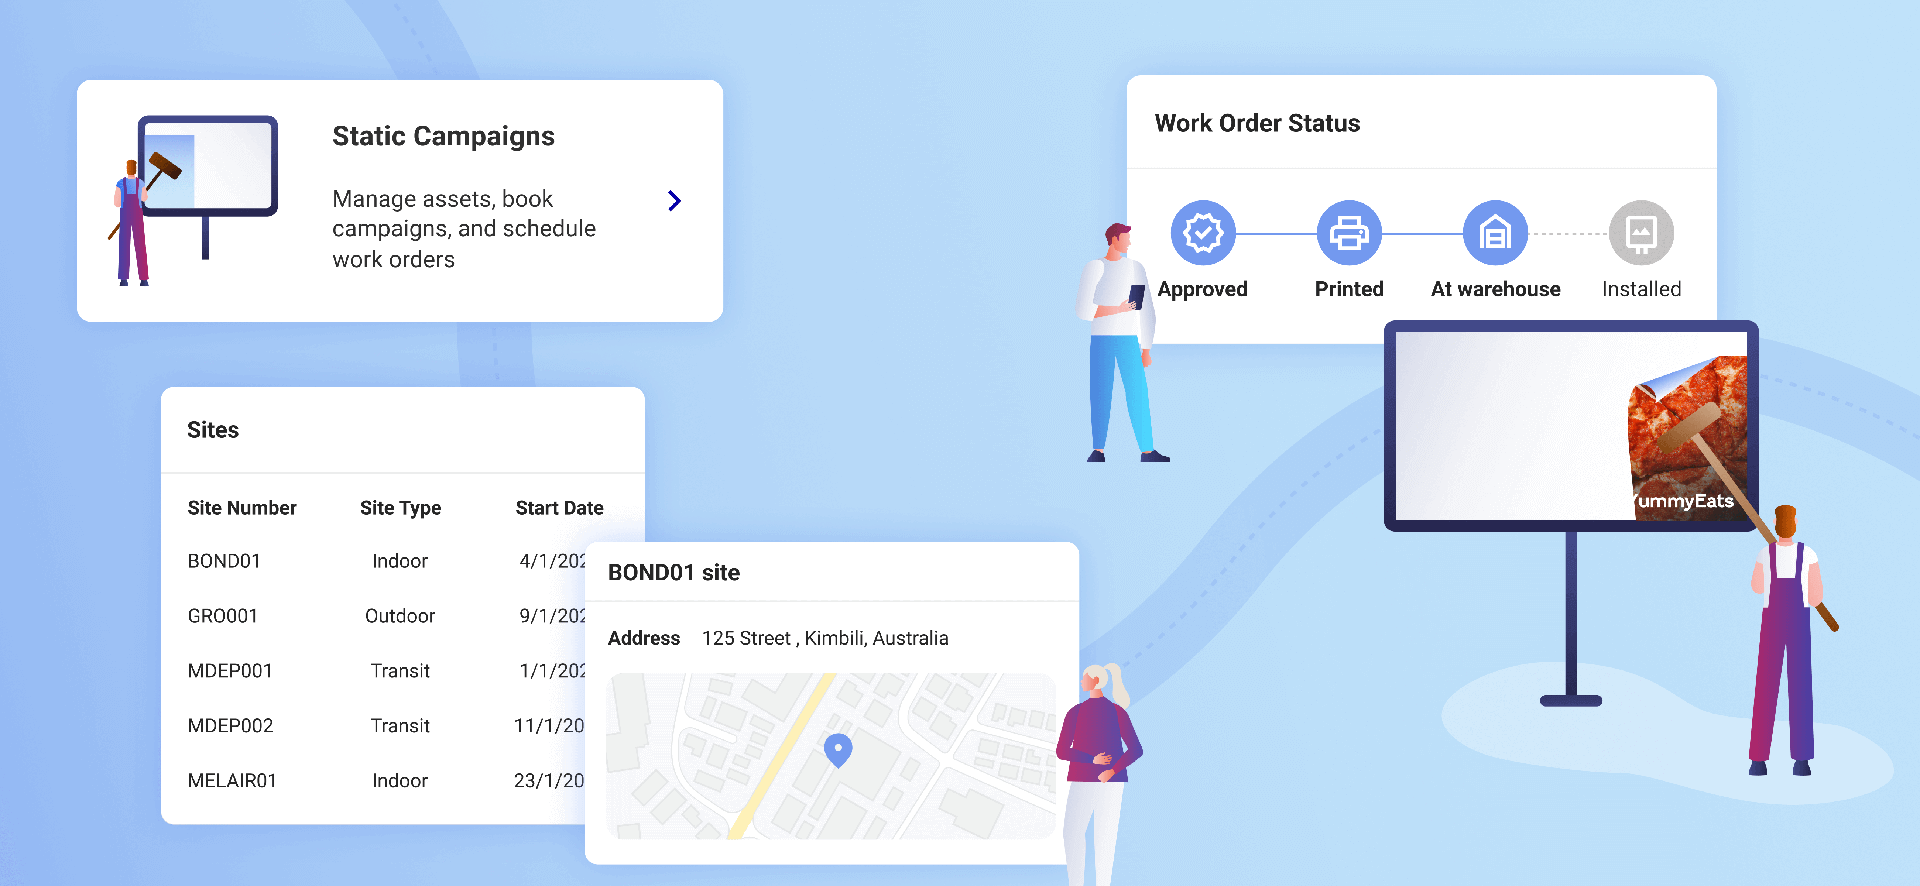 Static Campaigns
Manage assets, book
campaigns, and schedule
work orders
Work Order Status
Approved Printed At warehouse Installed
YummyEats
Sites
Site Number Site Type Start Date
BOND01 Indoor 4/1/202
GRO001 Outdoor 9/1/202
MDEP001 Transit 1/1/202
MDEP002 Transit 11/1/20
MELAIR01 Indoor 23/1/20
BOND01 site
Address 125 Street , Kimbili, Australia